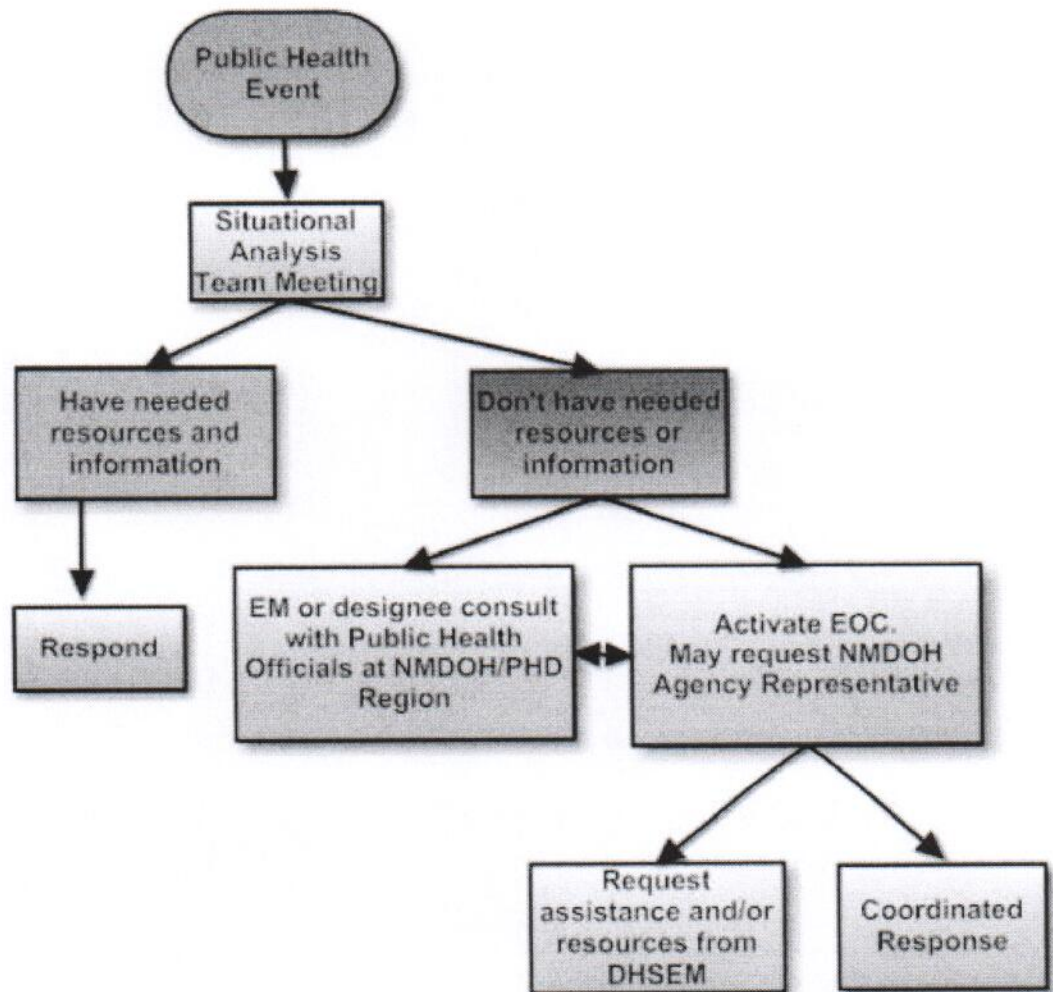 Public Health
Event
Situational
Analysis
Team Meeting
Have needed
resources and
information
Don't have needed
resources or
information
Respond
EM or designee consult
with Public Health
Officials at NMDOH/PHD
Region
Activate EOC.
May request NMDOH
Agency Representative
Request
assistance and/or
resources from
DHSEM
Coordinated
Response